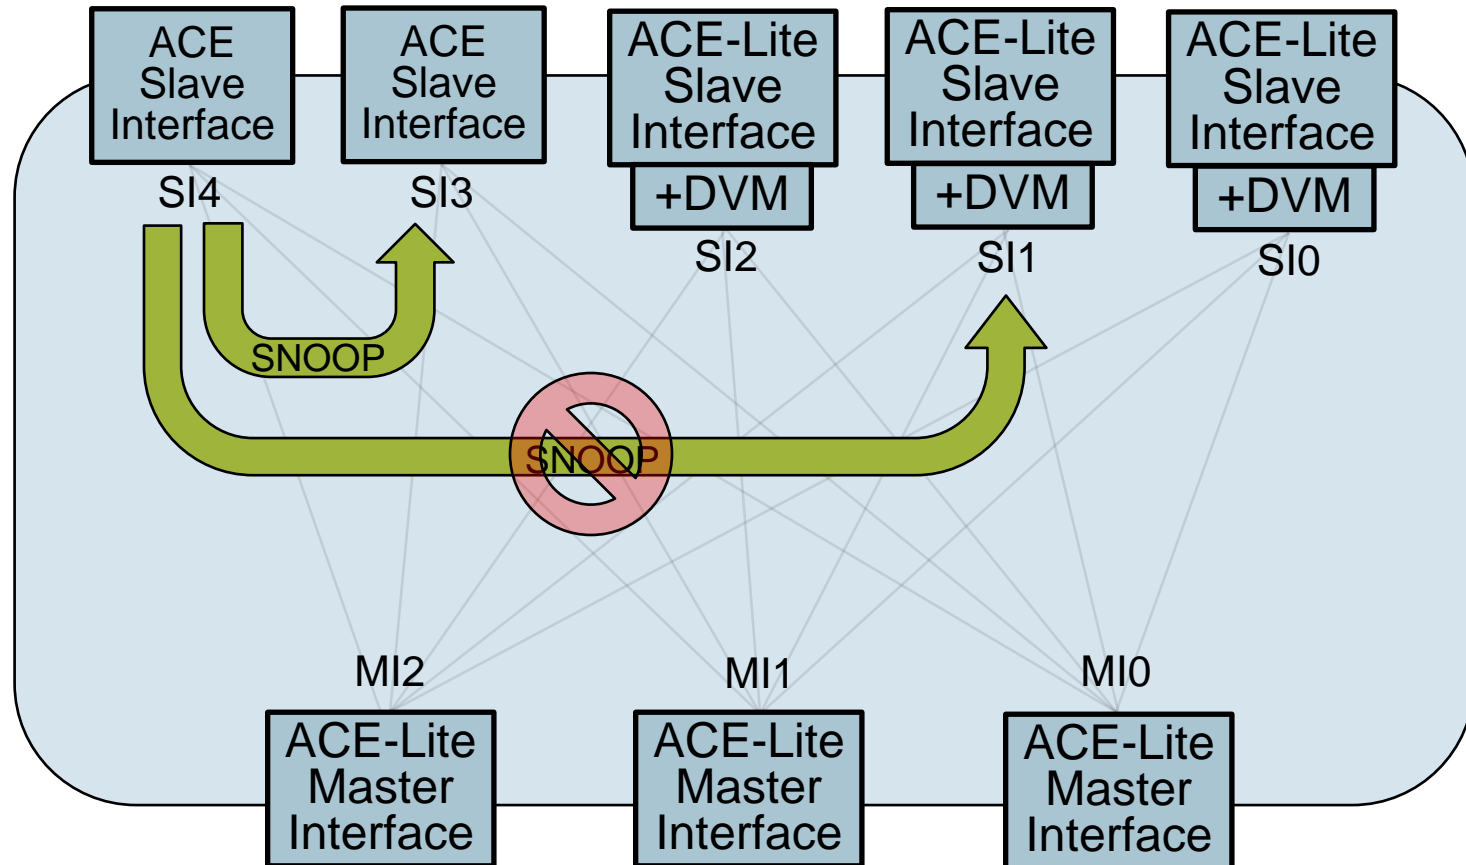 ACE
Slave
Interface
SI4
ACE
Slave
Interface
SI3
ACE-Lite
Slave
Interface
+DVM
SI2
ACE-Lite
Slave
Interface
+DVM
SI1
ACE-Lite
Slave
Interface
+DVM
SI0
SNOOP
SNOOP
MI2
ACE-Lite
Master
Interface
MI1
ACE-Lite
Master
Interface
MI0
ACE-Lite
Master
Interface